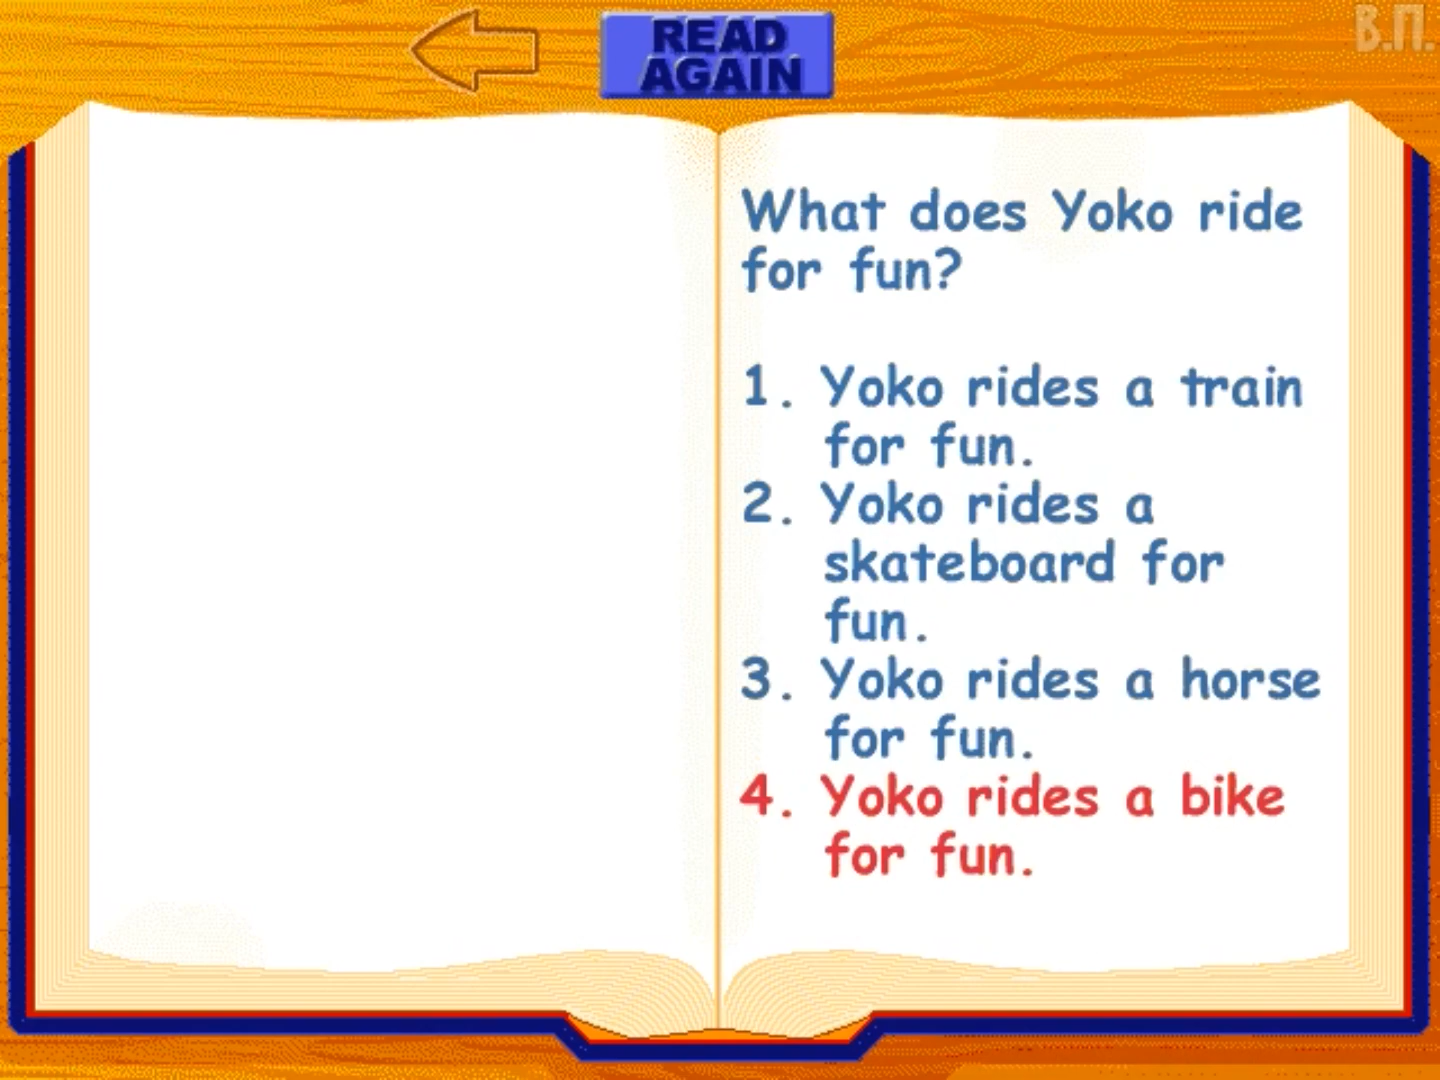 READ
AGAIN
В.П.
What does Yoko ride
for fun?
1. Yoko rides a train
for fun.
2. Yoko rides a
skateboard for
fun.
3. Yoko rides a horse
for fun.
4. Yoko rides a bike
for fun.